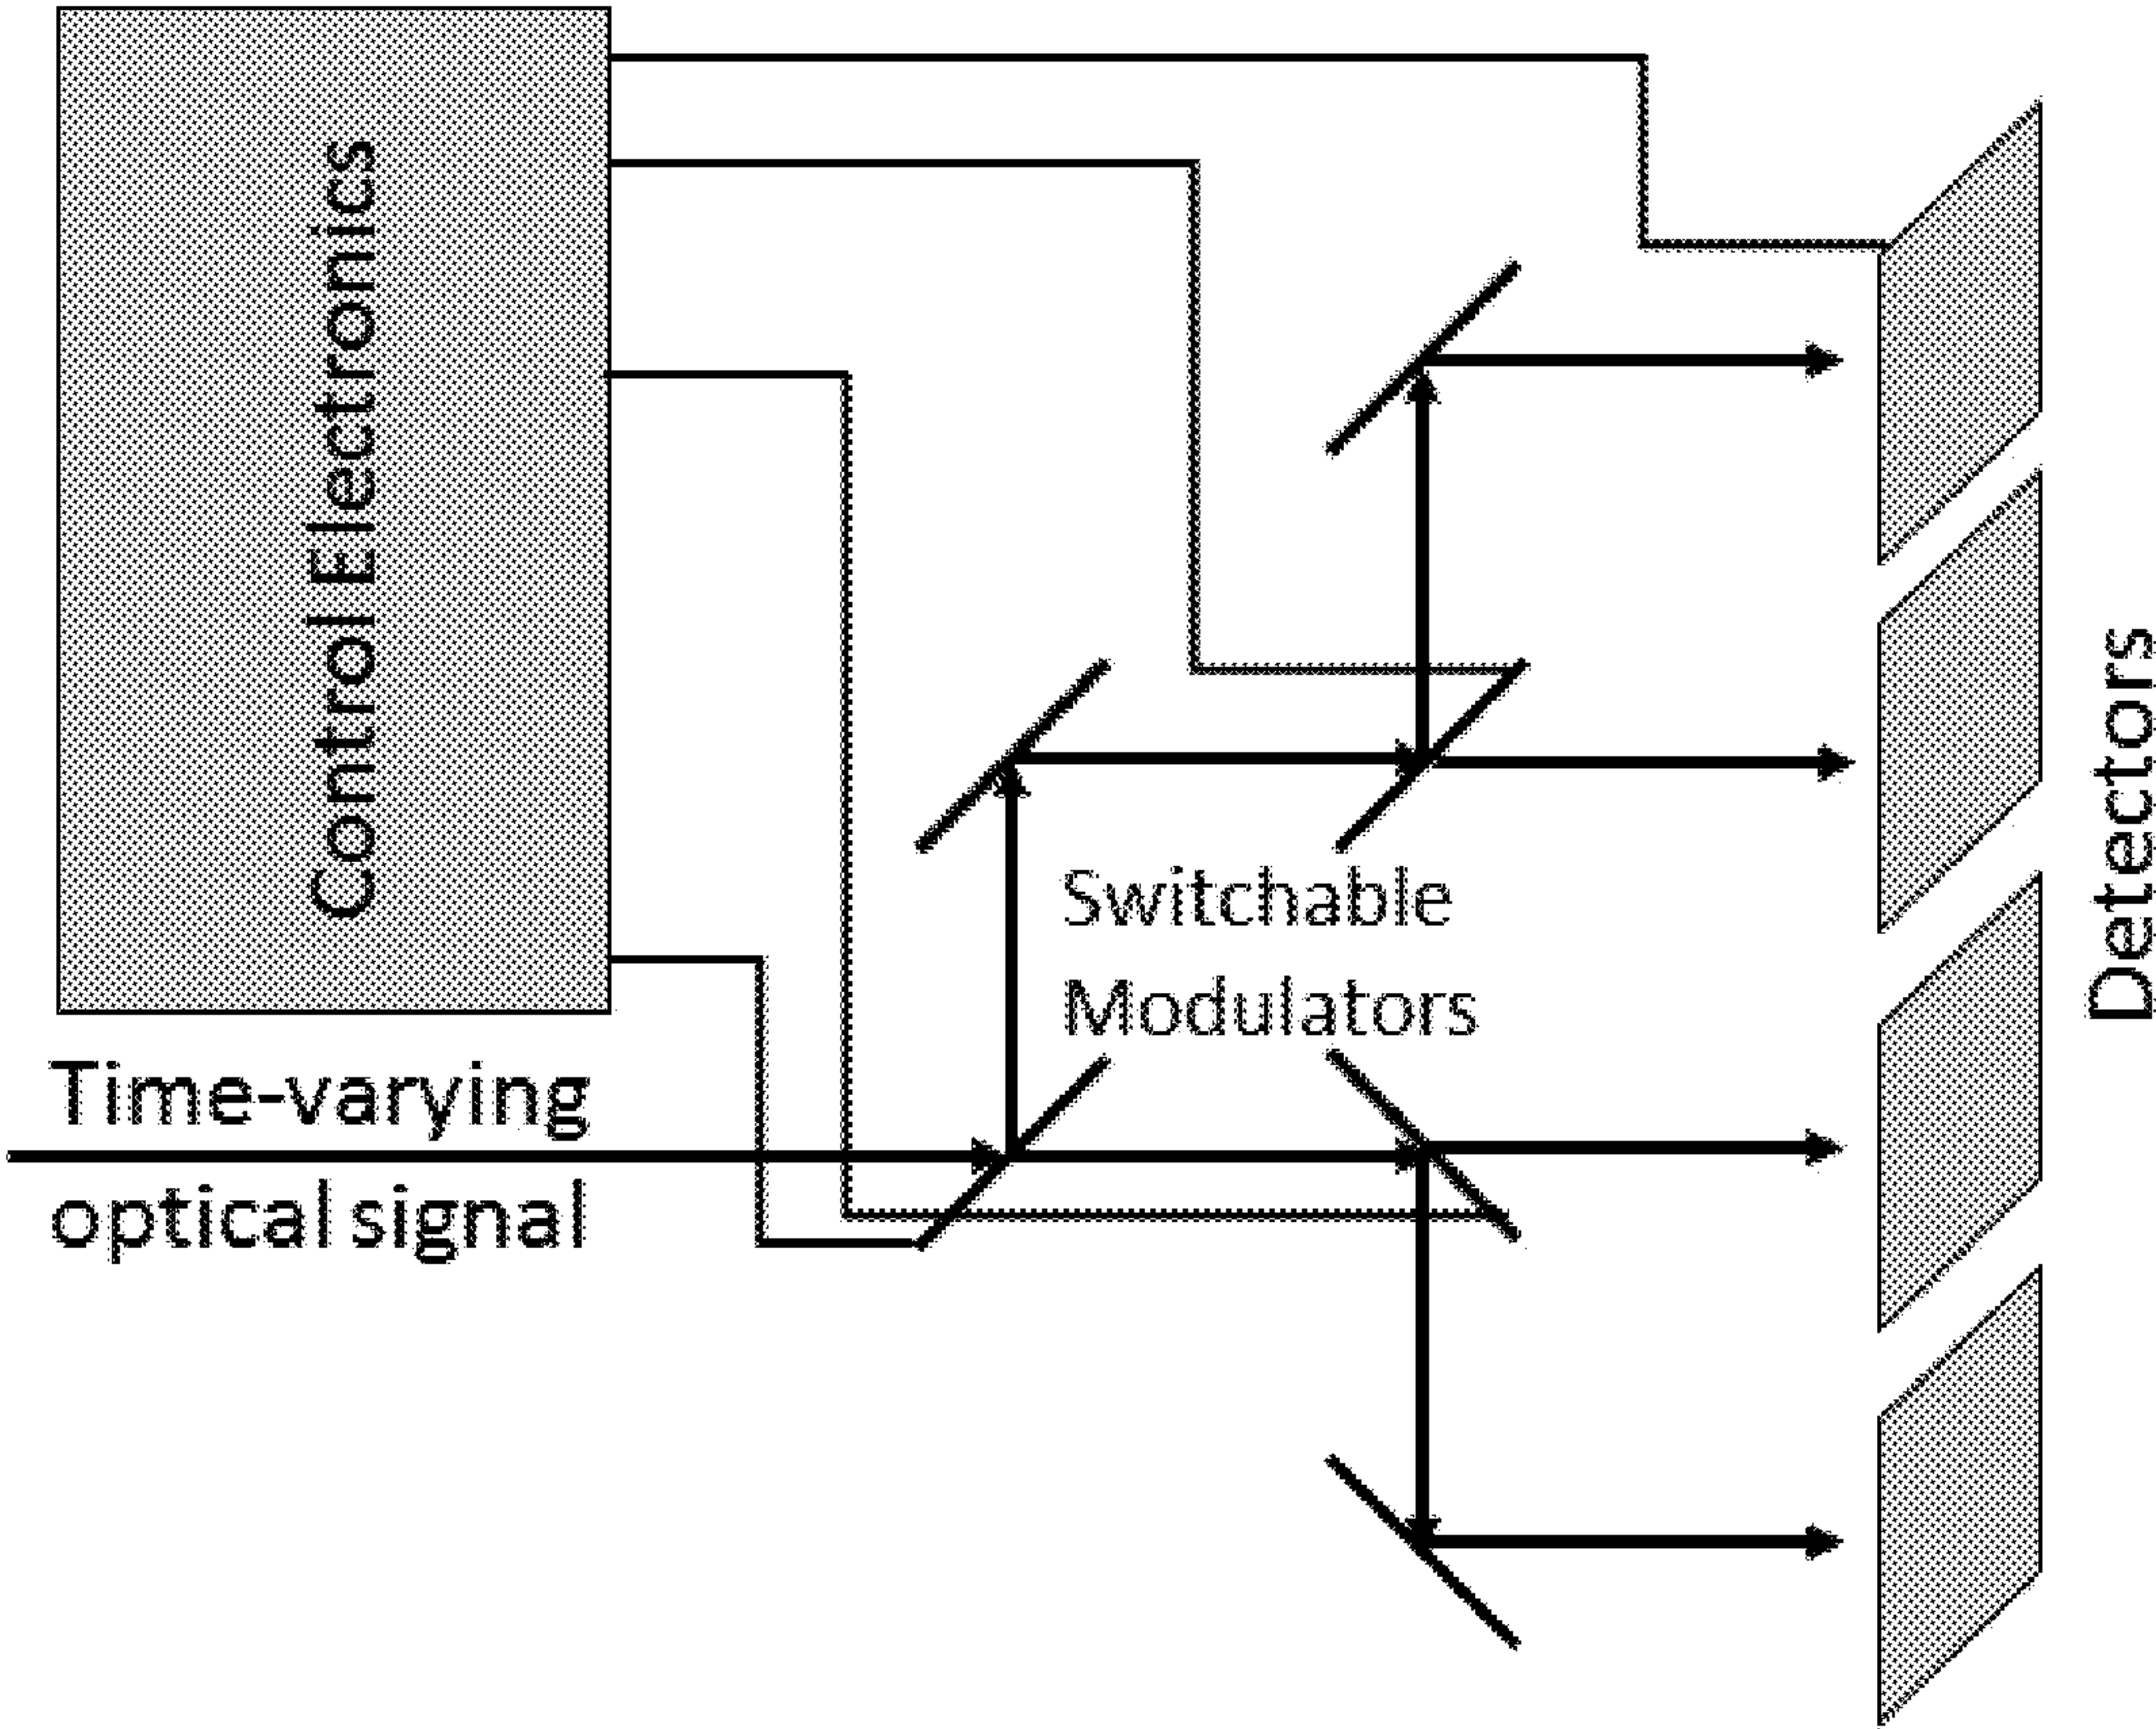 Control Electronics
Switchable
Modulators
Detectors
Time-varying
optical signal